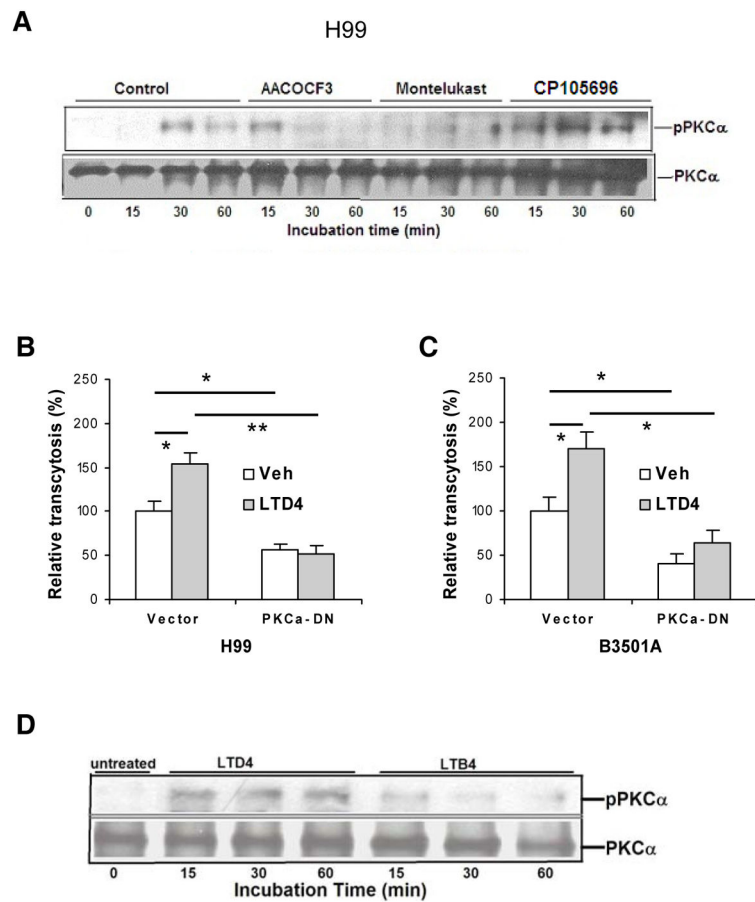 A
H99
Control AACOCF3 Montelukast CP105696
pPKCα
PKCα
0 15 30 60 15 30 60 15 30 60 15 30 60
Incubation time (min)
B
Relative transcytosis (%)
250
200
150
100
50
0
*
**
*
Veh
LTD4
Vector PKCa-DN
H99
C
Relative transcytosis (%)
250
200
150
100
50
0
*
*
*
Veh
LTD4
Vector PKCa-DN
B3501A
D
untreated LTD4 LTB4
pPKCα
PKCα
0 15 30 60 15 30 60
Incubation Time (min)